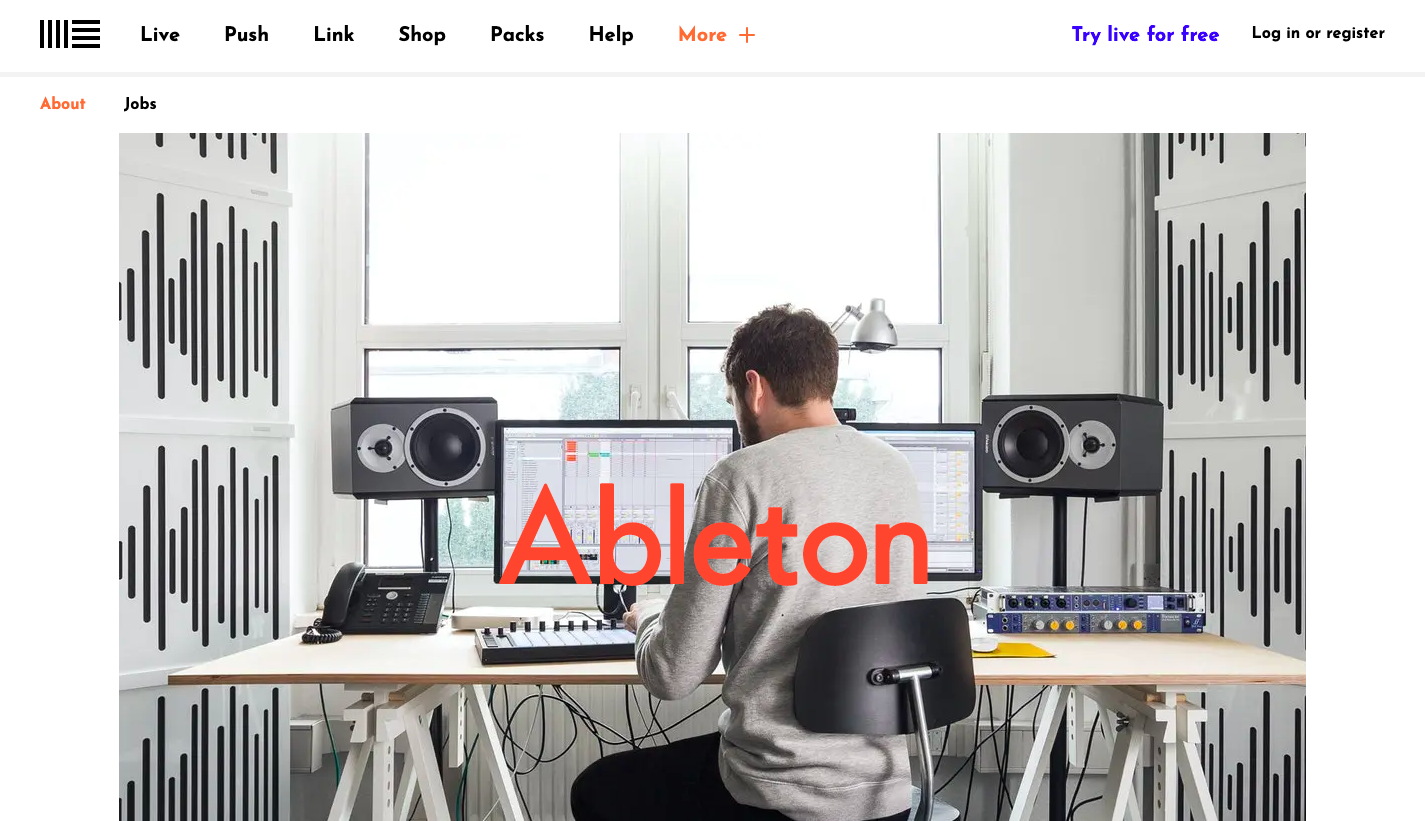 Live Push Link Shop Packs Help More + Try live for free Log in or register
About Jobs
Ableton